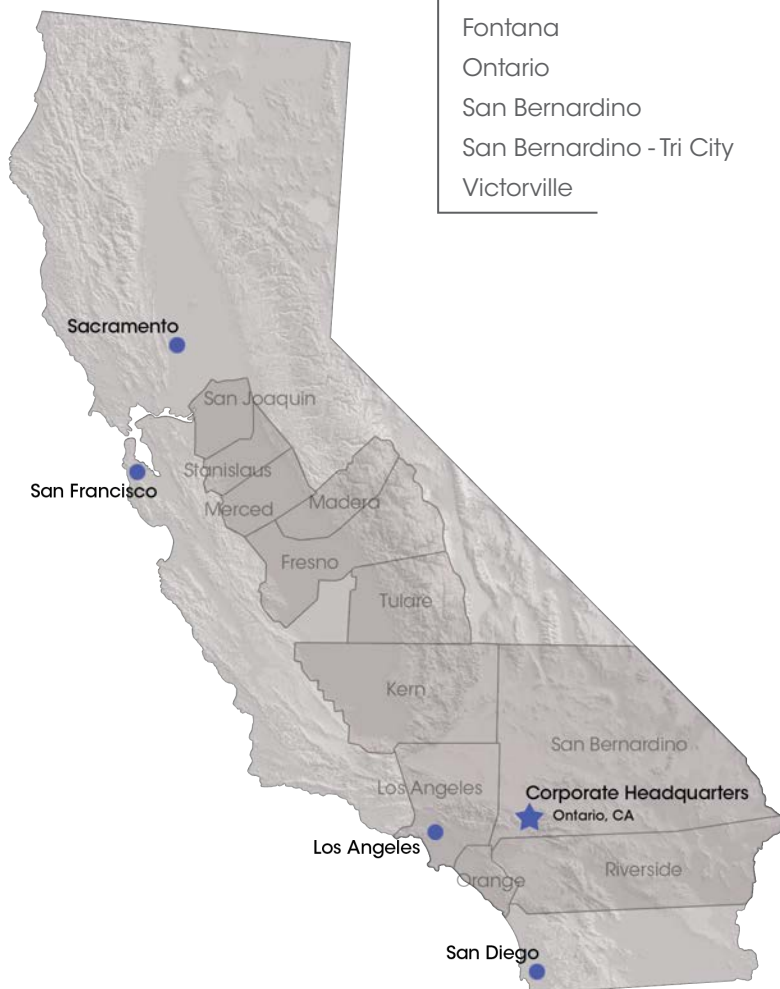 Fontana
Ontario
San Bernardino
San Bernardino - Tri City
Victorville
Sacramento
San Joaquin
Stanislaus
San Francisco
Merced
Madera
Fresno
Tulare
Kern
San Bernardino
Los Angeles
Corporate Headquarters
Ontario, CA
Los Angeles
Riverside
Orange
San Diego